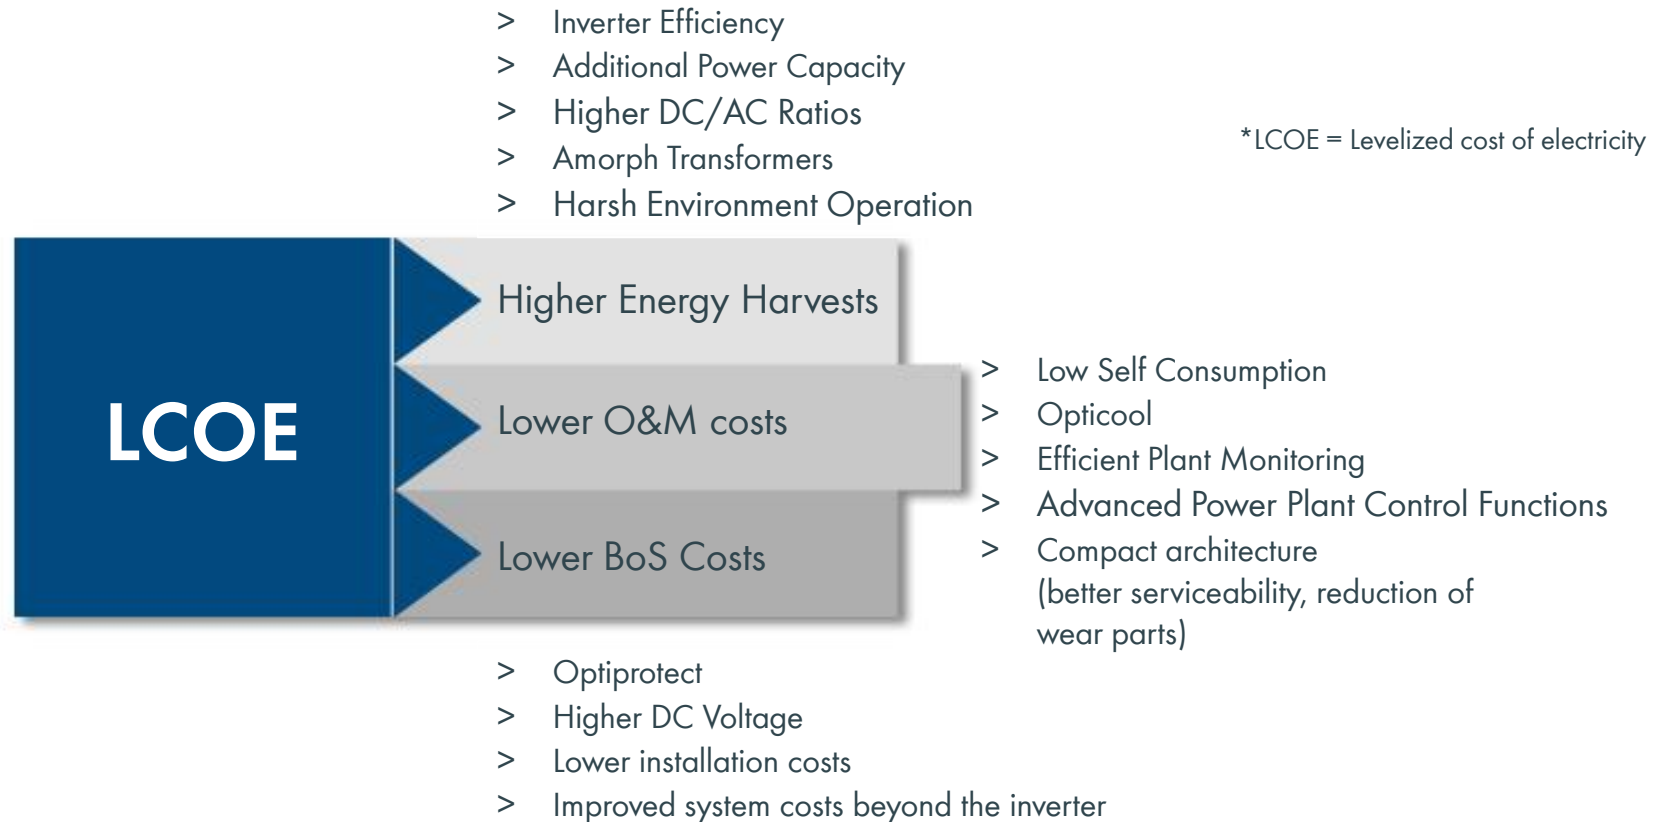 > Inverter Efficiency
> Additional Power Capacity
> Higher DC/AC Ratios
> Amorph Transformers
> Harsh Environment Operation
*LCOE = Levelized cost of electricity
LCOE
Higher Energy Harvests
Lower O&M costs
Lower BoS Costs
> Low Self Consumption
> Opticool
> Efficient Plant Monitoring
> Advanced Power Plant Control Functions
> Compact architecture
(better serviceability, reduction of
wear parts)
> Optiprotect
> Higher DC Voltage
> Lower installation costs
> Improved system costs beyond the inverter